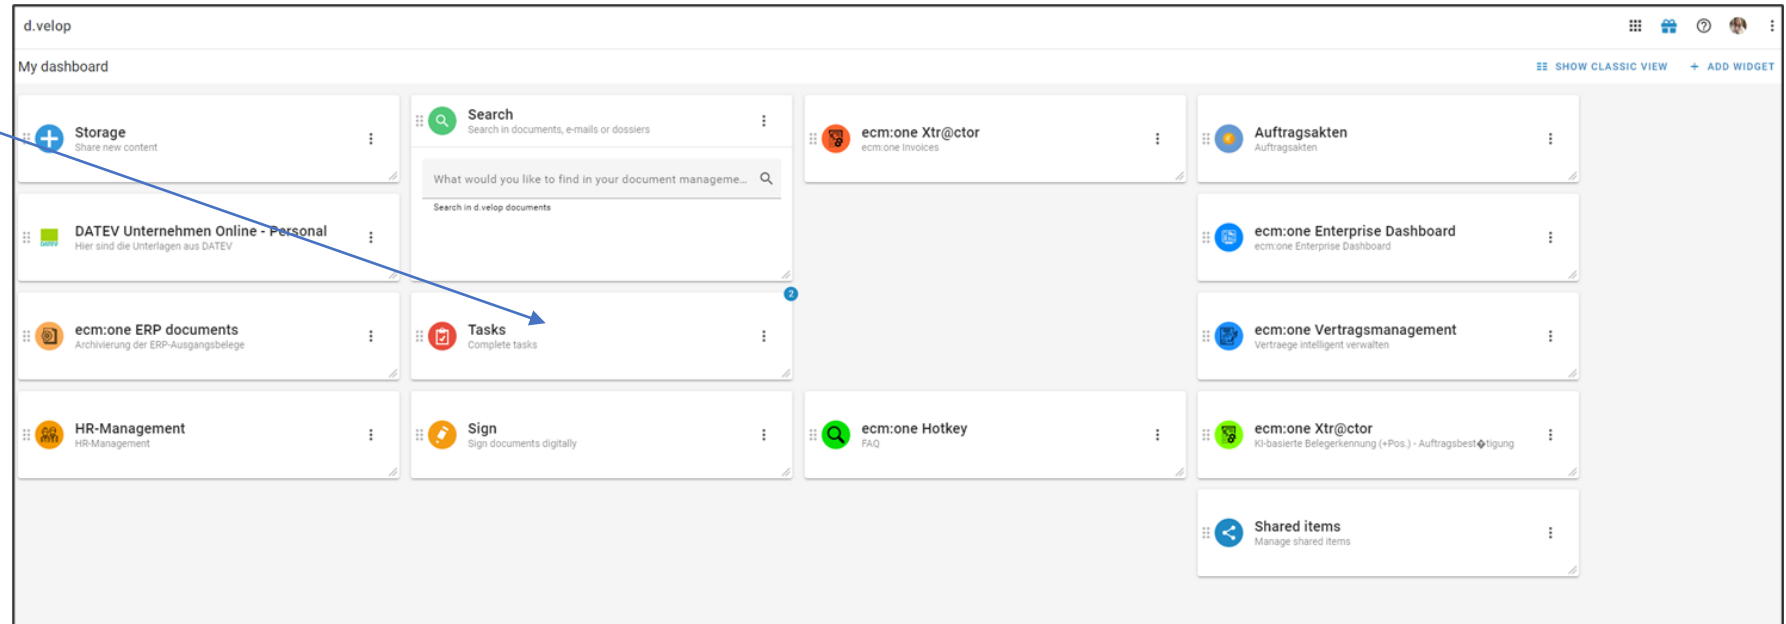 d.velop
My dashboard
SHOW CLASSIC VIEW
+ ADD WIDGET
Storage
Share new content
Search
Search in documents, e-mails or dossiers
What would you like to find in your document manageme...
Search in d.velop documents
ecm:one Xtr@ctor
ecm:one Invoices
Auftragsakten
Auftragsakten
DATEV
DATEV Unternehmen Online - Personal
Hier sind die Unterlagen aus DATEV
ecm:one Enterprise Dashboard
ecm:one Enterprise Dashboard
ecm:one ERP documents
Archivierung der ERP-Ausgangsbelege
2
Tasks
Complete tasks
ecm:one Vertragsmanagement
Vertraege intelligent verwalten
HR-Management
HR-Management
Sign
Sign documents digitally
ecm:one Hotkey
FAQ
ecm:one Xtr@ctor
KI-basierte Belegerkennung (+Pos.) - Auftragsbest�tigung
Shared items
Manage shared items